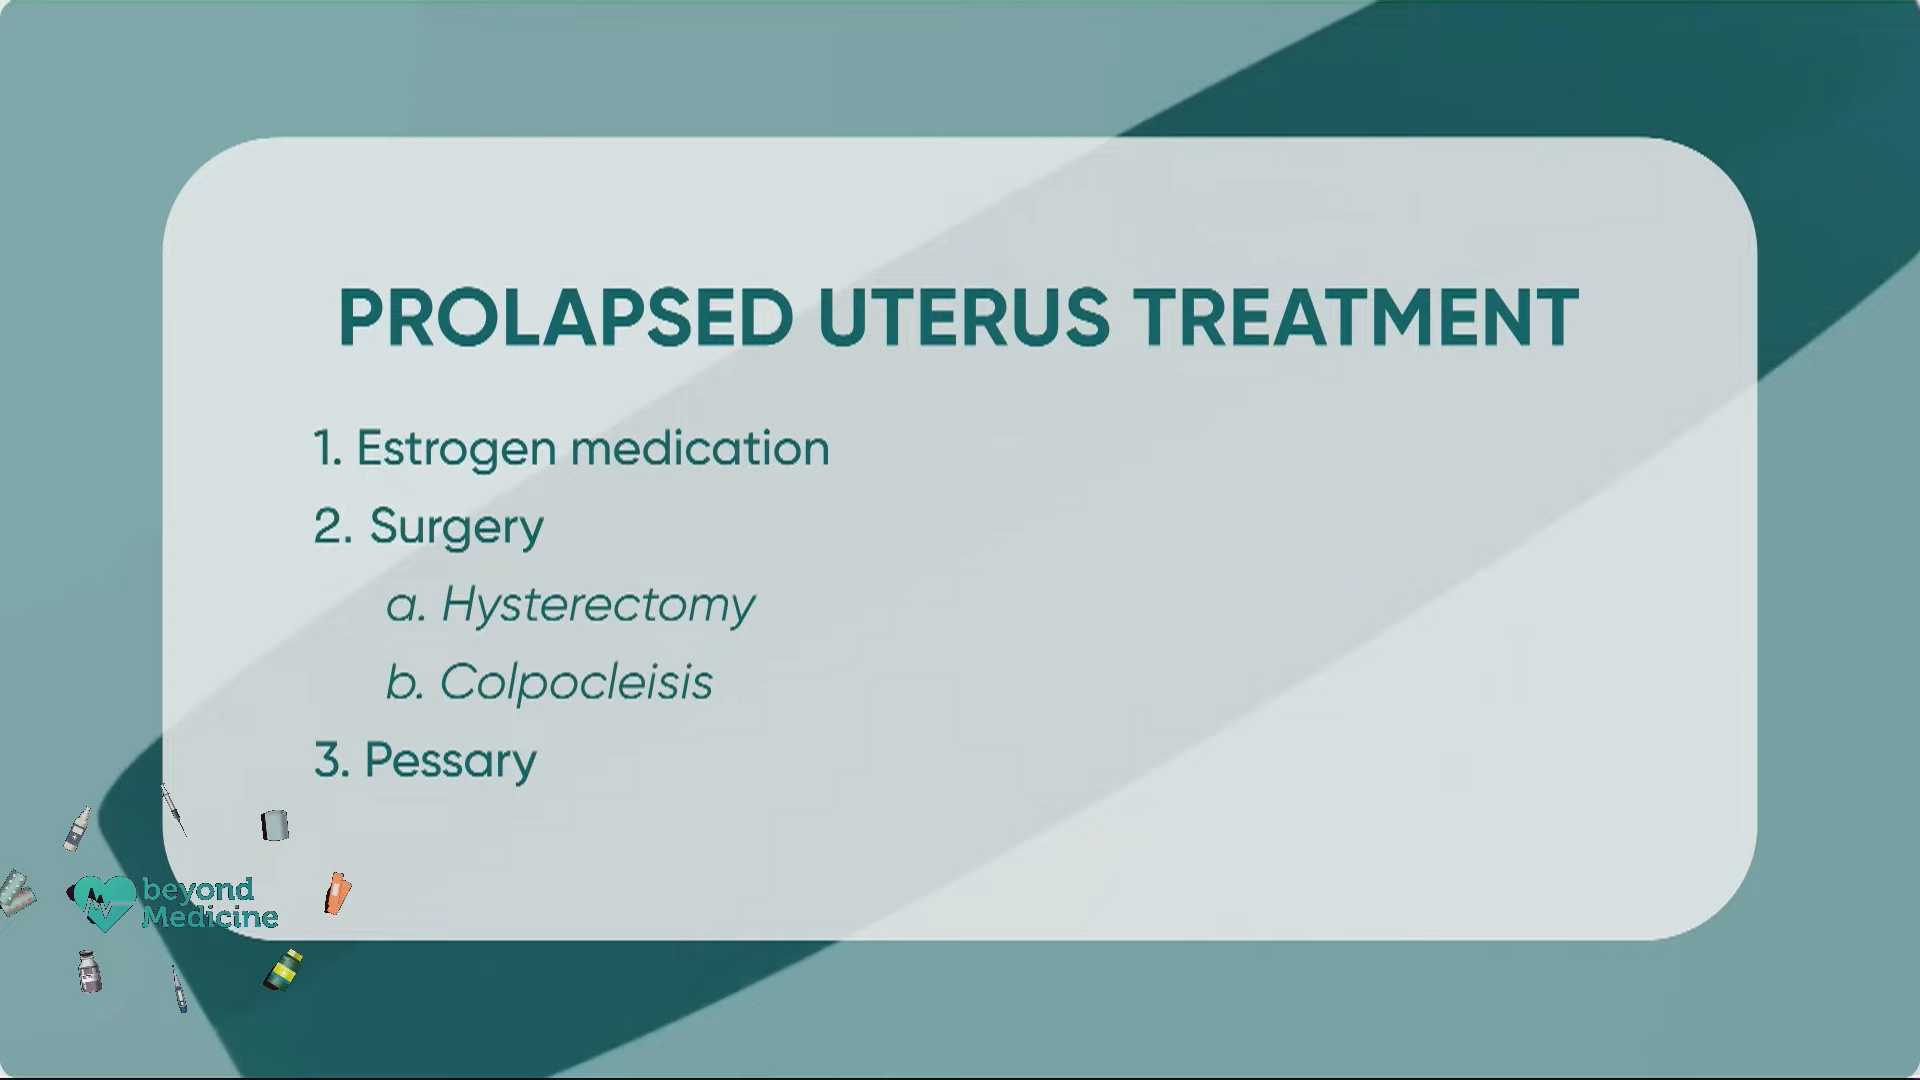 PROLAPSED UTERUS TREATMENT
1. Estrogen medication
2. Surgery
a. Hysterectomy
b. Colpocleisis
3. Pessary
beyond
Medicine